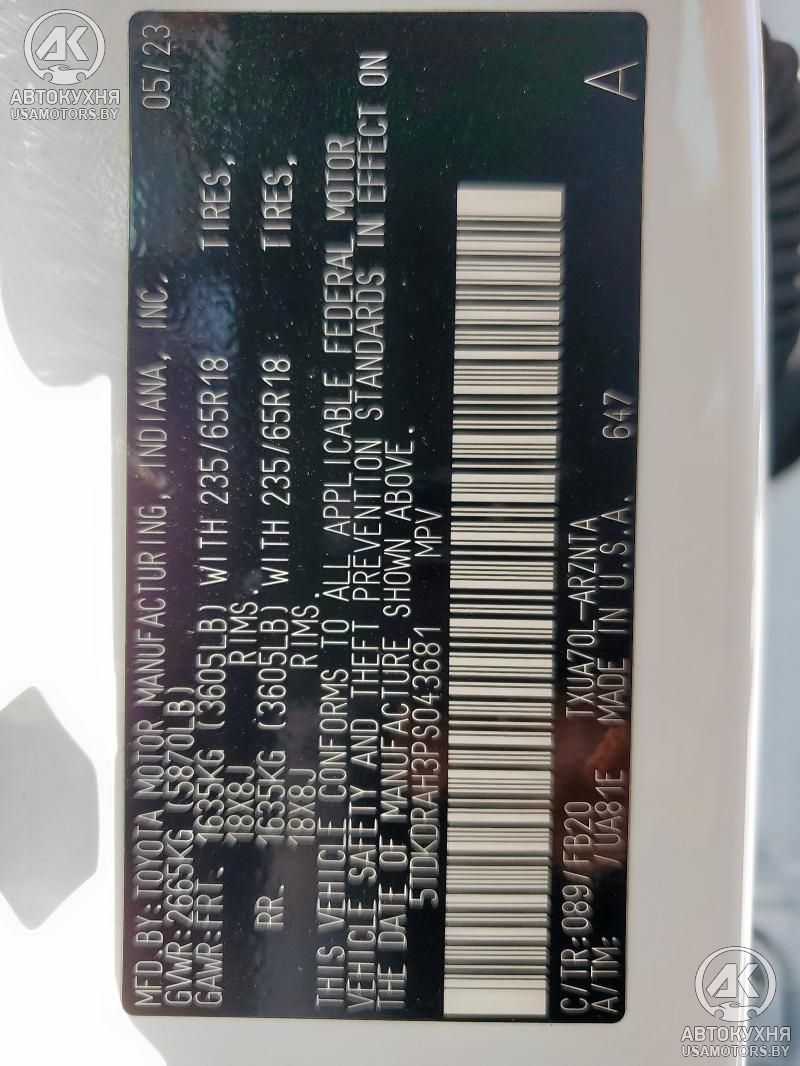 MFD.BY:TOYOTA MOTOR MANUFACTURING, INDIANA, INC. 05/23
GVWR:2665KG (5870LB)
GAWR:FRT. 1635KG (3605LB) WITH 235/65R18 TIRES,
18X8J RIMS.
RR. 1635KG (3605LB) WITH 235/65R18 TIRES,
18X8J RIMS.
THIS VEHICLE CONFORMS TO ALL APPLICABLE FEDERAL MOTOR
VEHICLE SAFETY AND THEFT PREVENTION STANDARDS IN EFFECT ON
THE DATE OF MANUFACTURE SHOWN ABOVE.
5TDKDRAH3PS043681 MPV
C/TR:089/FB20 TXUA70L-ARZNTA
A/TM: /UA81E MADE IN U.S.A. 647 A
АК
АВТОКУХНЯ
USAMOTORS.BY
АК
АВТОКУХНЯ
USAMOTORS.BY